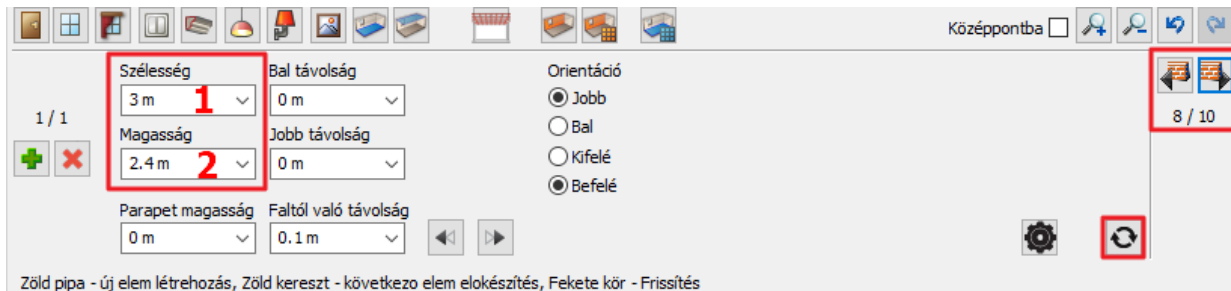 Középpontba
Szélesség Bal távolság Orientáció
3 m 1 0 m Jobb
1 / 1 8 / 10
Magasság Jobb távolság Bal
2.4 m 2 0 m Kifelé
Befelé
Parapet magasság Faltól való távolság
0 m 0.1 m
Zöld pipa - új elem létrehozás, Zöld kereszt - következo elem elokészítés, Fekete kör - Frissítés